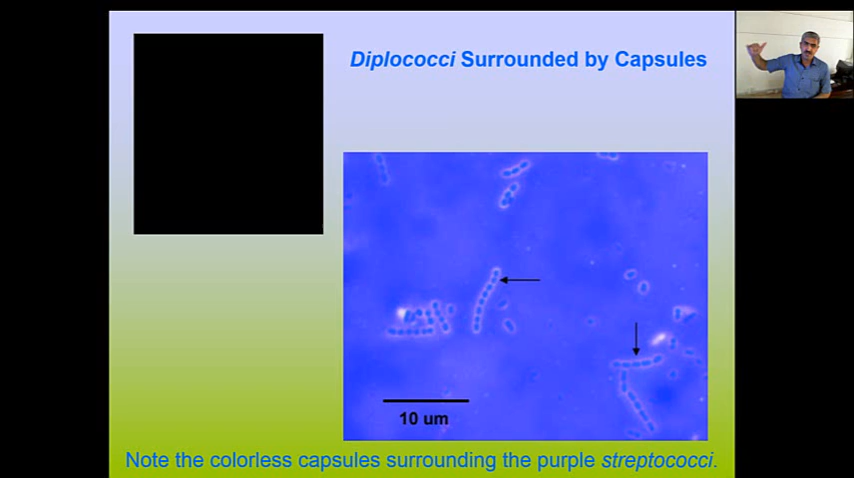 Diplococci Surrounded by Capsules
10 um
Note the colorless capsules surrounding the purple streptococci.